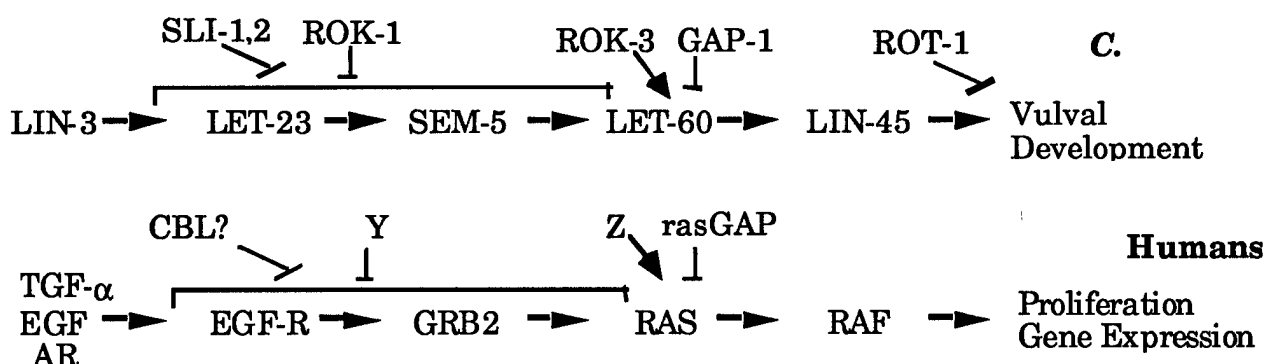 SLI-1,2 ROK-1 ROK-3 GAP-1 ROT-1 C.
LIN-3 LET-23 SEM-5 LET-60 LIN-45 Vulval
Development
CBL? Y Z rasGAP Humans
TGF-α
EGF EGF-R GRB2 RAS RAF Proliferation
Gene Expression
AR